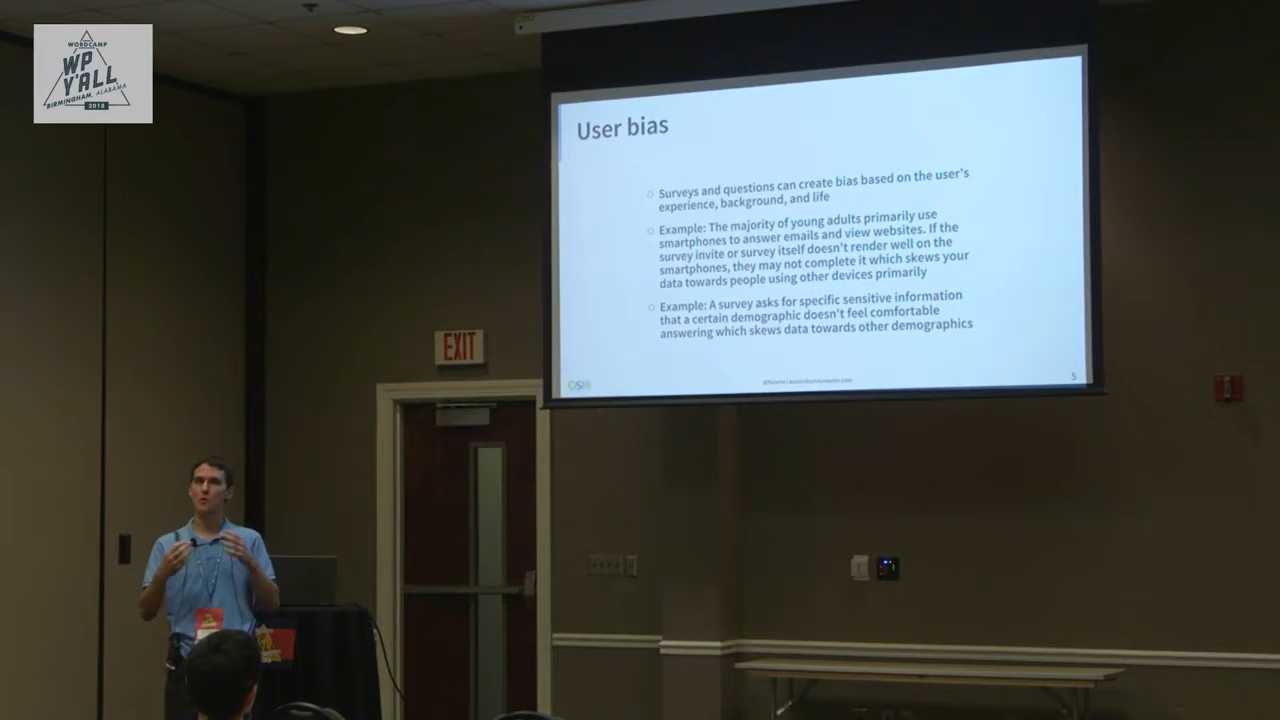 WORDCAMP
WP
Y'ALL
BIRMINGHAM, ALABAMA
2018
User bias
Surveys and questions can create bias based on the user's
experience, background, and life
Example: The majority of young adults primarily use
smartphones to answer emails and view websites. If the
survey invite or survey itself doesn't render well on the
smartphones, they may not complete it which skews your
data towards people using other devices primarily
Example: A survey asks for specific sensitive information
that a certain demographic doesn't feel comfortable
answering which skews data towards other demographics
5
EXIT